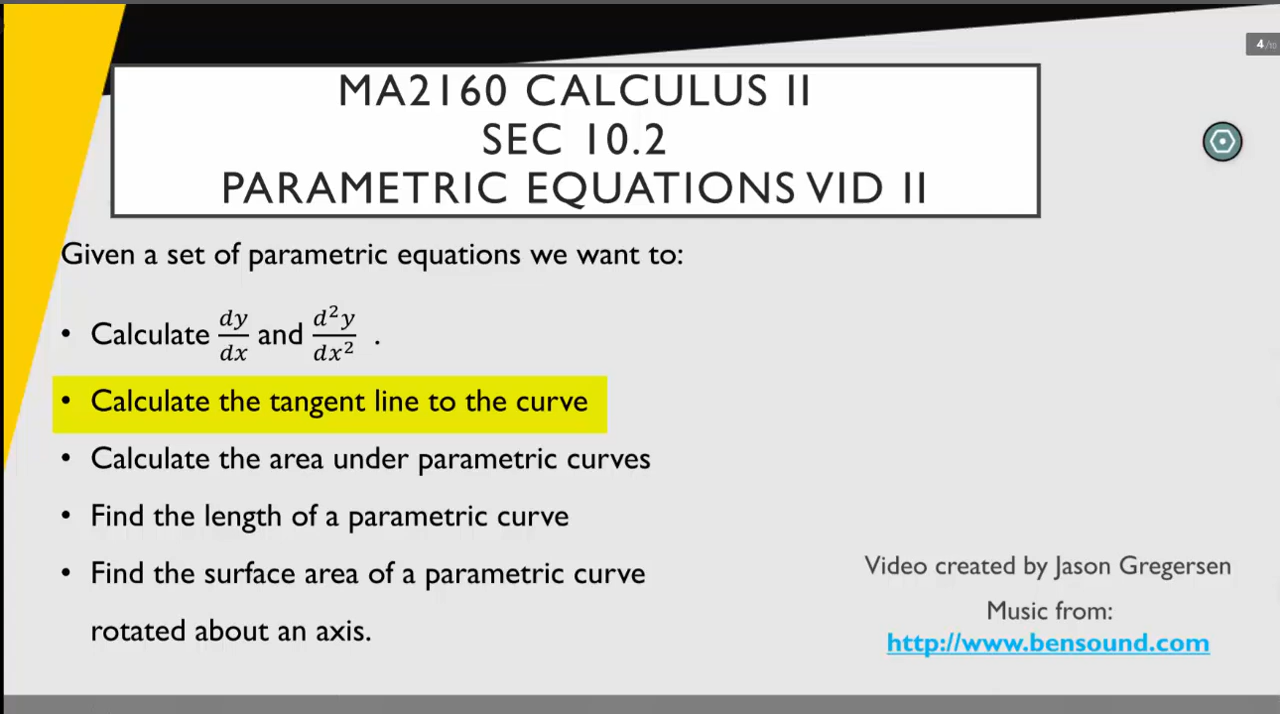 4/10
MA2160 CALCULUS II
SEC 10.2
PARAMETRIC EQUATIONS VID II
Given a set of parametric equations we want to:
• Calculate dy/dx and d²y/dx² .
• Calculate the tangent line to the curve
• Calculate the area under parametric curves
• Find the length of a parametric curve
• Find the surface area of a parametric curve
rotated about an axis.
Video created by Jason Gregersen
Music from:
http://www.bensound.com